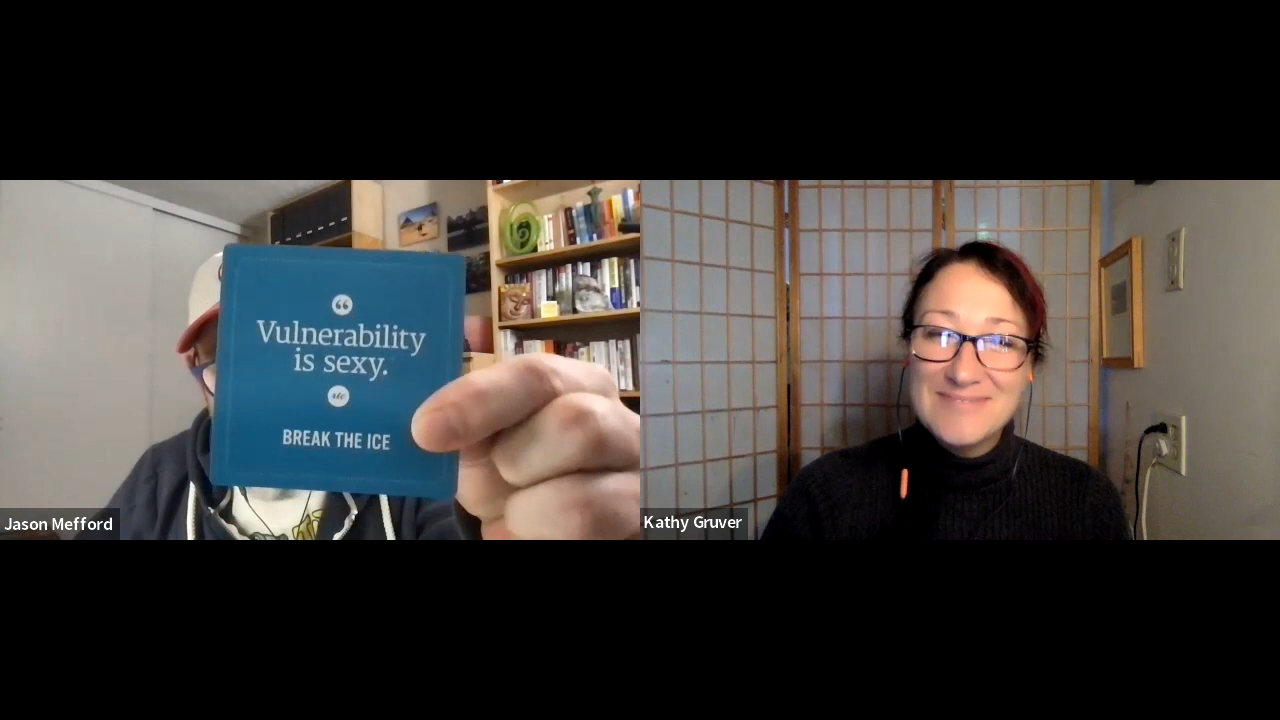 “
Vulnerability
is sexy.
BREAK THE ICE
Jason Mefford
Kathy Gruver